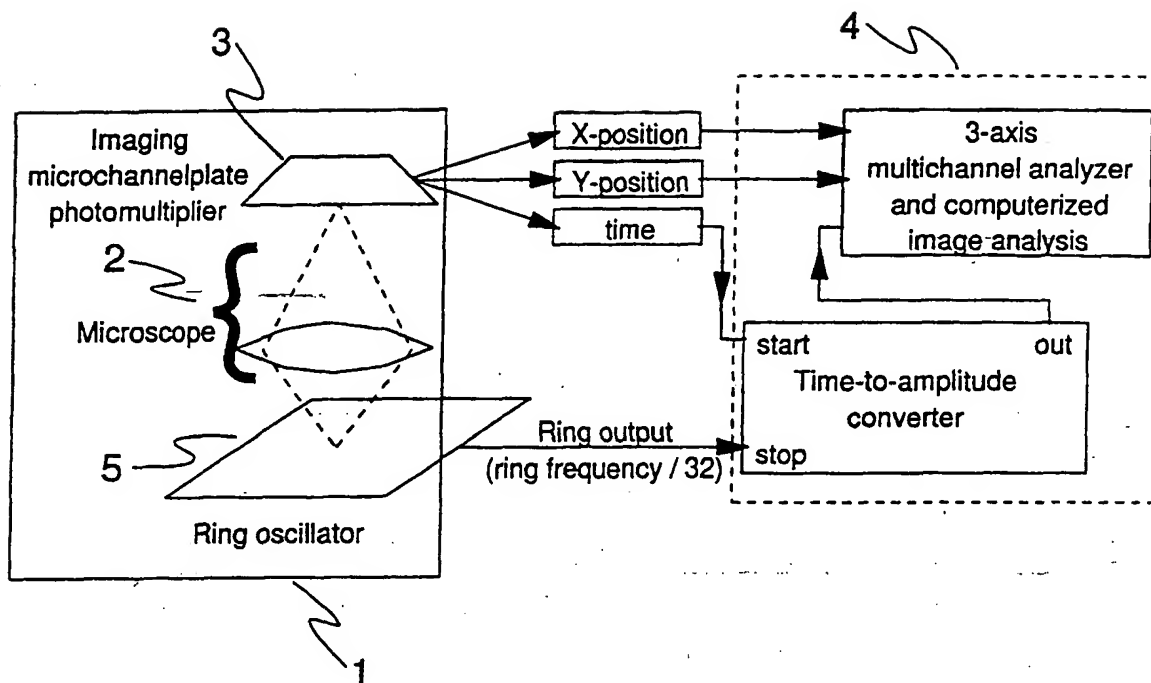 3
4
Imaging
microchannelplate
photomultiplier
X-position
Y-position
time
3-axis
multichannel analyzer
and computerized
image analysis
2
Microscope
start
out
Time-to-amplitude
converter
stop
Ring output
(ring frequency / 32)
5
Ring oscillator
1